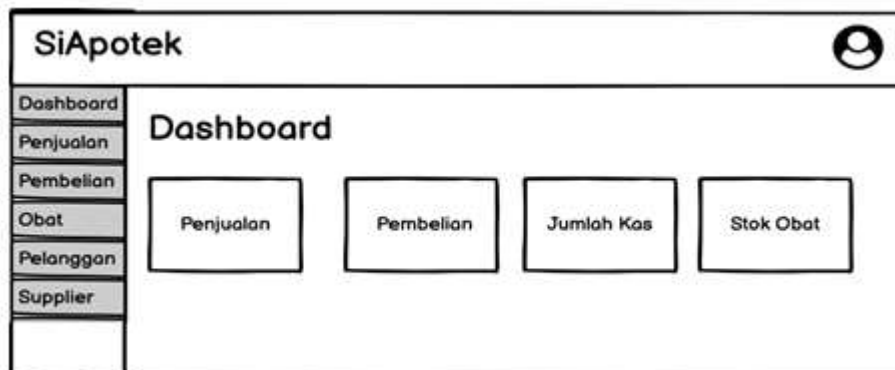 SiApotek
Dashboard
Penjualan
Pembelian
Obat
Pelanggan
Supplier
Dashboard
Penjualan
Pembelian
Jumlah Kas
Stok Obat